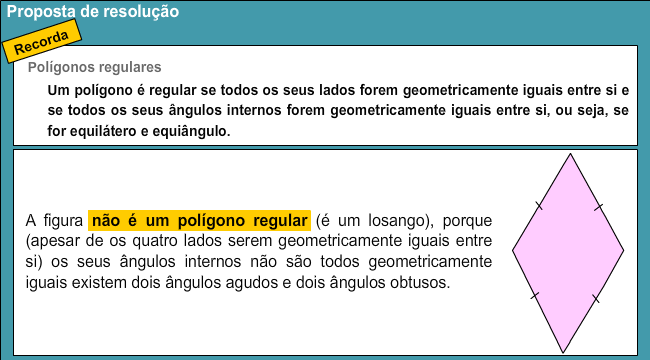 Proposta de resolução
Recorda
Polígonos regulares
Um polígono é regular se todos os seus lados forem geometricamente iguais entre si e
se todos os seus ângulos internos forem geometricamente iguais entre si, ou seja, se
for equilátero e equiângulo.
A figura não é um polígono regular (é um losango), porque
(apesar de os quatro lados serem geometricamente iguais entre
si) os seus ângulos internos não são todos geometricamente
iguais existem dois ângulos agudos e dois ângulos obtusos.